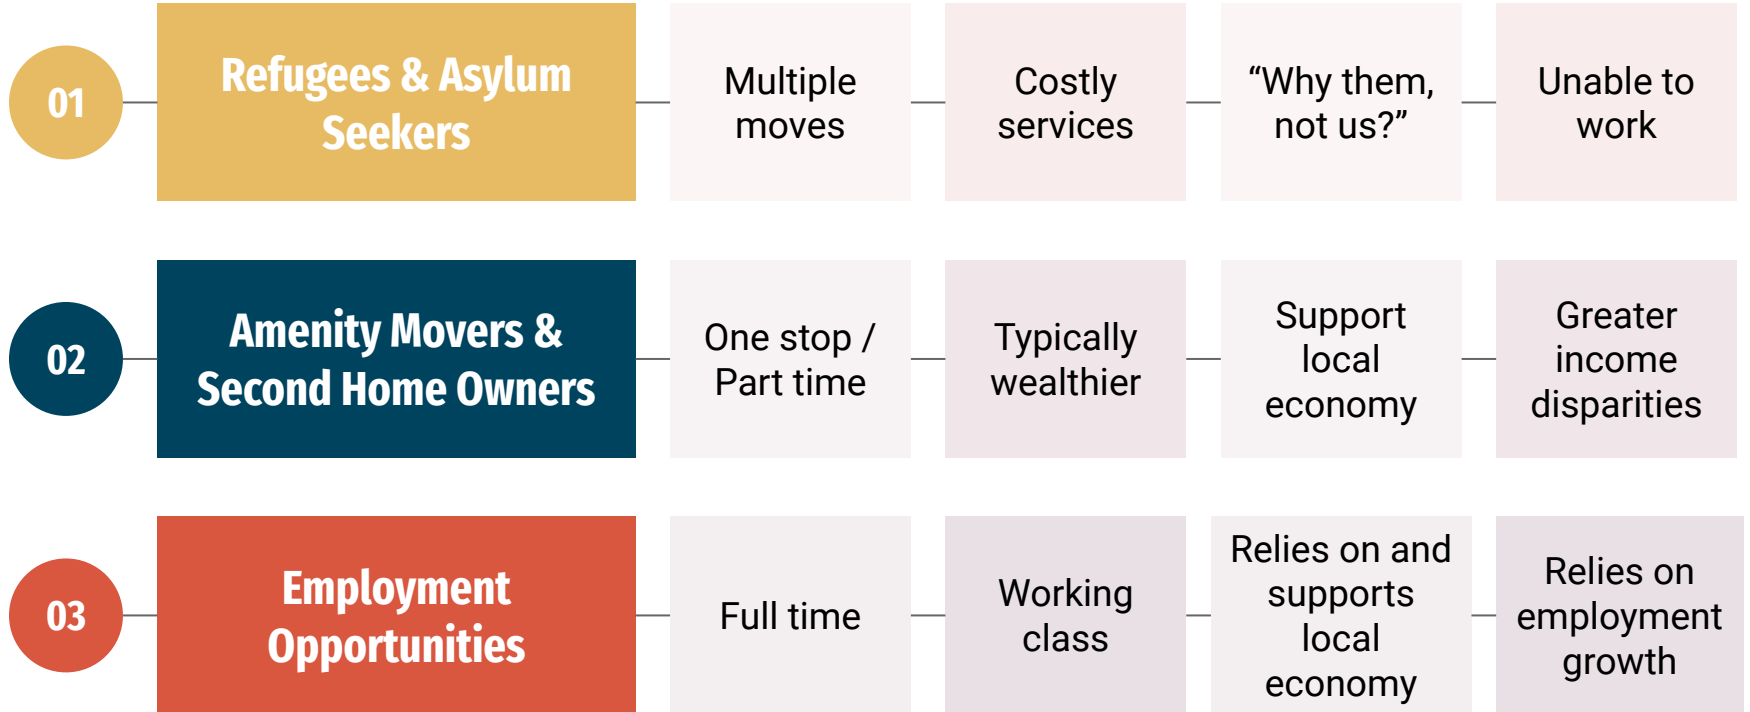 01
Refugees & Asylum
Seekers
Multiple
moves
Costly
services
“Why them,
not us?”
Unable to
work
02
Amenity Movers &
Second Home Owners
One stop /
Part time
Typically
wealthier
Support
local
economy
Greater
income
disparities
03
Employment
Opportunities
Full time
Working
class
Relies on and
supports
local
economy
Relies on
employment
growth